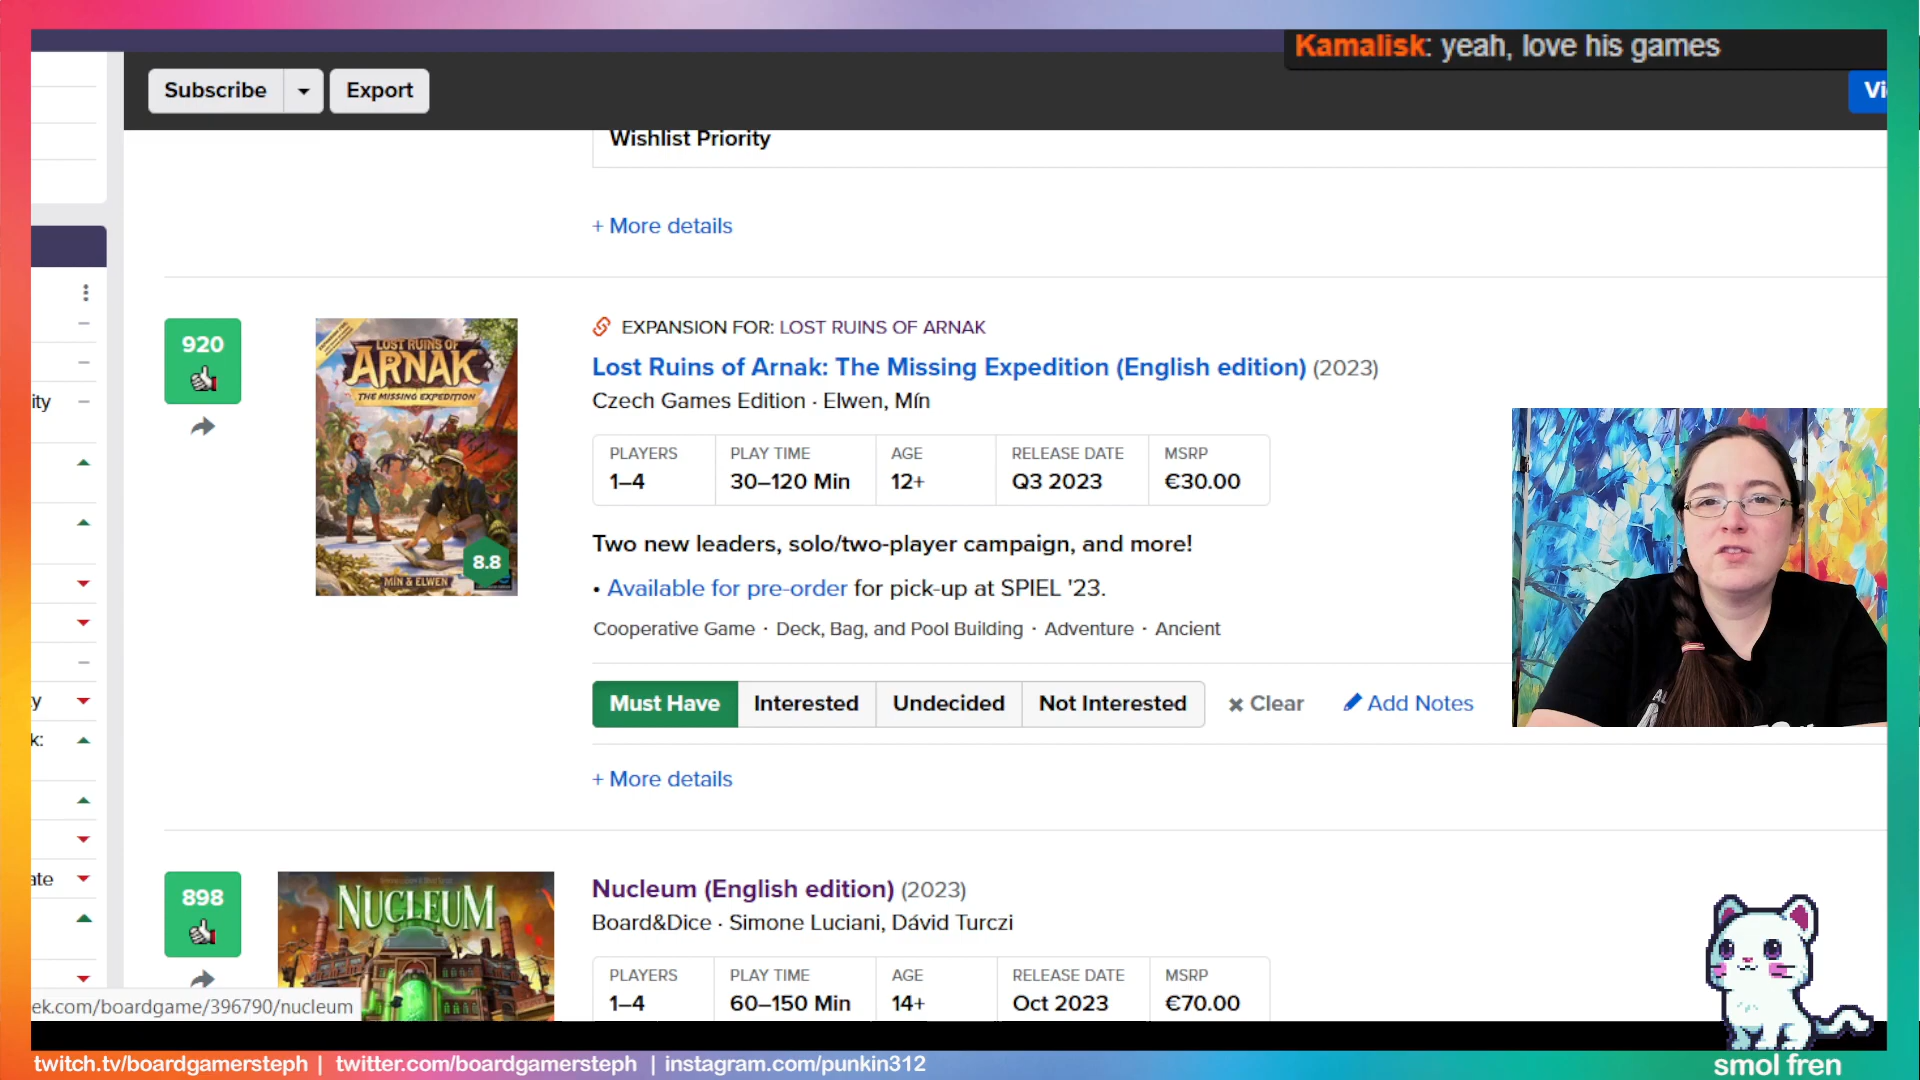 Kamalisk: yeah, love his games
Subscribe
Export
Wishlist Priority
+ More details
920
EXPANSION FOR: LOST RUINS OF ARNAK
Lost Ruins of Arnak: The Missing Expedition (English edition) (2023)
Czech Games Edition · Elwen, Mín
PLAYERS PLAY TIME AGE RELEASE DATE MSRP
1–4 30–120 Min 12+ Q3 2023 €30.00
Two new leaders, solo/two-player campaign, and more!
• Available for pre-order for pick-up at SPIEL '23.
Cooperative Game · Deck, Bag, and Pool Building · Adventure · Ancient
Must Have Interested Undecided Not Interested × Clear Add Notes
+ More details
LOST RUINS OF
ARNAK
THE MISSING EXPEDITION
8.8
MÍN & ELWEN
ity
y
k:
ate
898
NUCLEUM
Nucleum (English edition) (2023)
Board&Dice · Simone Luciani, Dávid Turczi
PLAYERS PLAY TIME AGE RELEASE DATE MSRP
1–4 60–150 Min 14+ Oct 2023 €70.00
ek.com/boardgame/396790/nucleum
twitch.tv/boardgamersteph | twitter.com/boardgamersteph | instagram.com/punkin312
smol fren